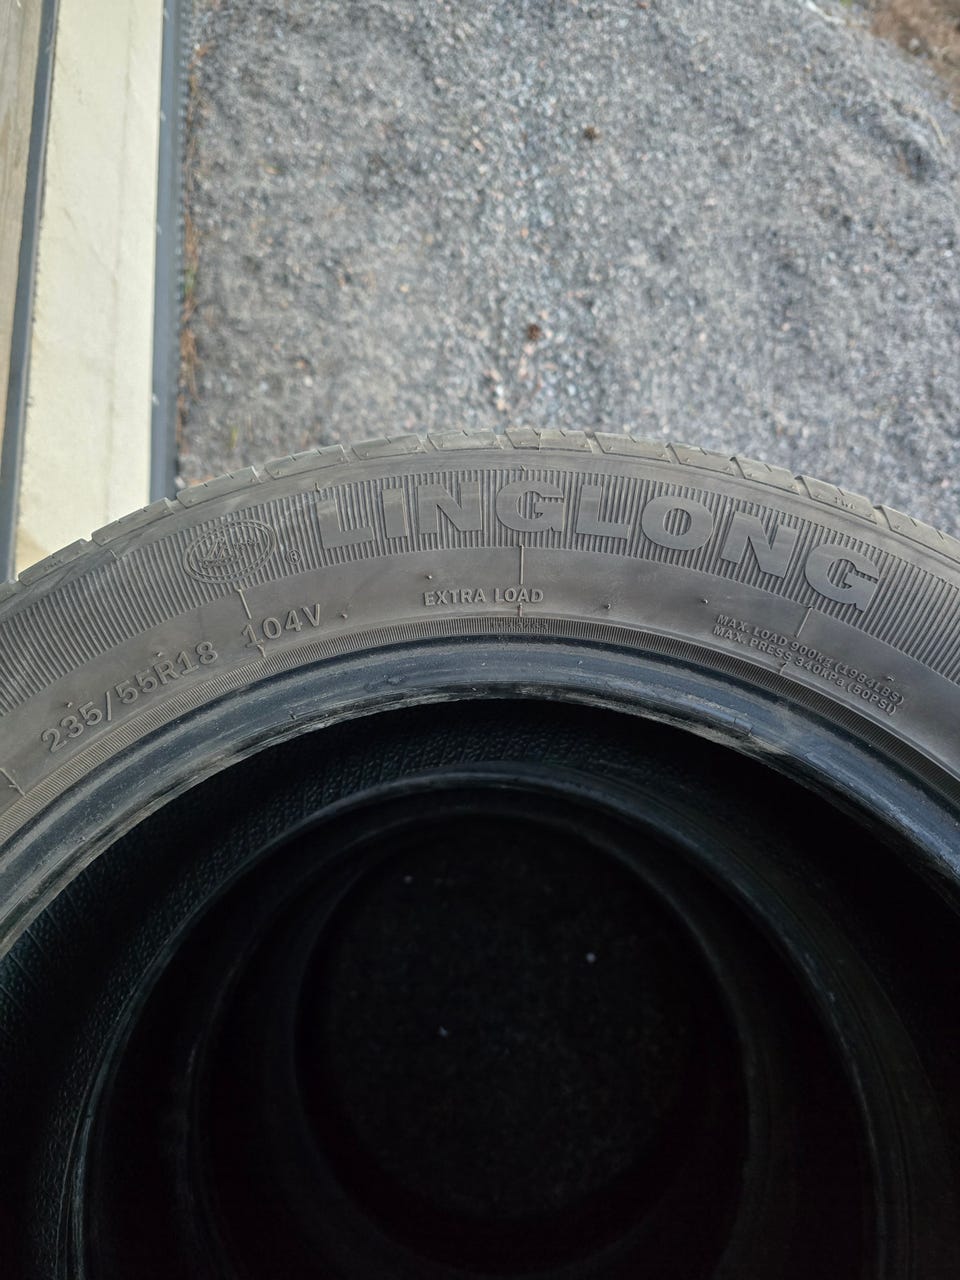 LINGLONG
®
EXTRA LOAD
235/55R18 104V
MAX. LOAD 900KG (1984LBS)
MAX. PRESS 340KPa (50PSI)